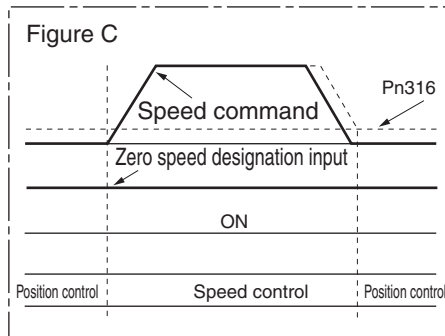 Figure C
Pn316
Speed command
Zero speed designation input
ON
Position control Speed control Position control